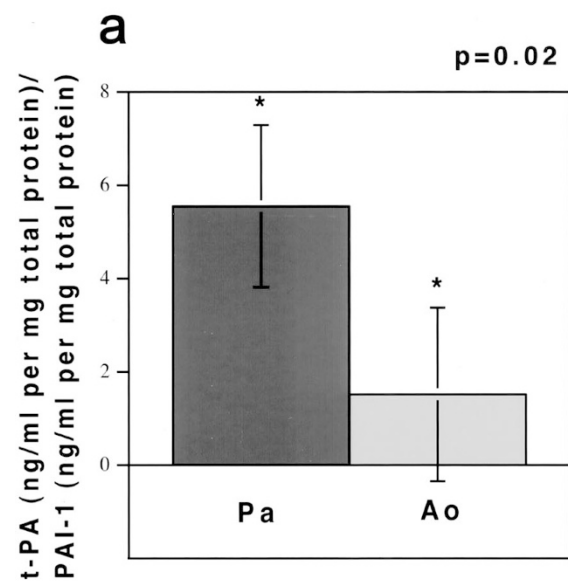 a
p=0.02
t-PA (ng/ml per mg total protein)/
PAI-1 (ng/ml per mg total protein)
8
*
6
4
*
2
0
Pa
Ao